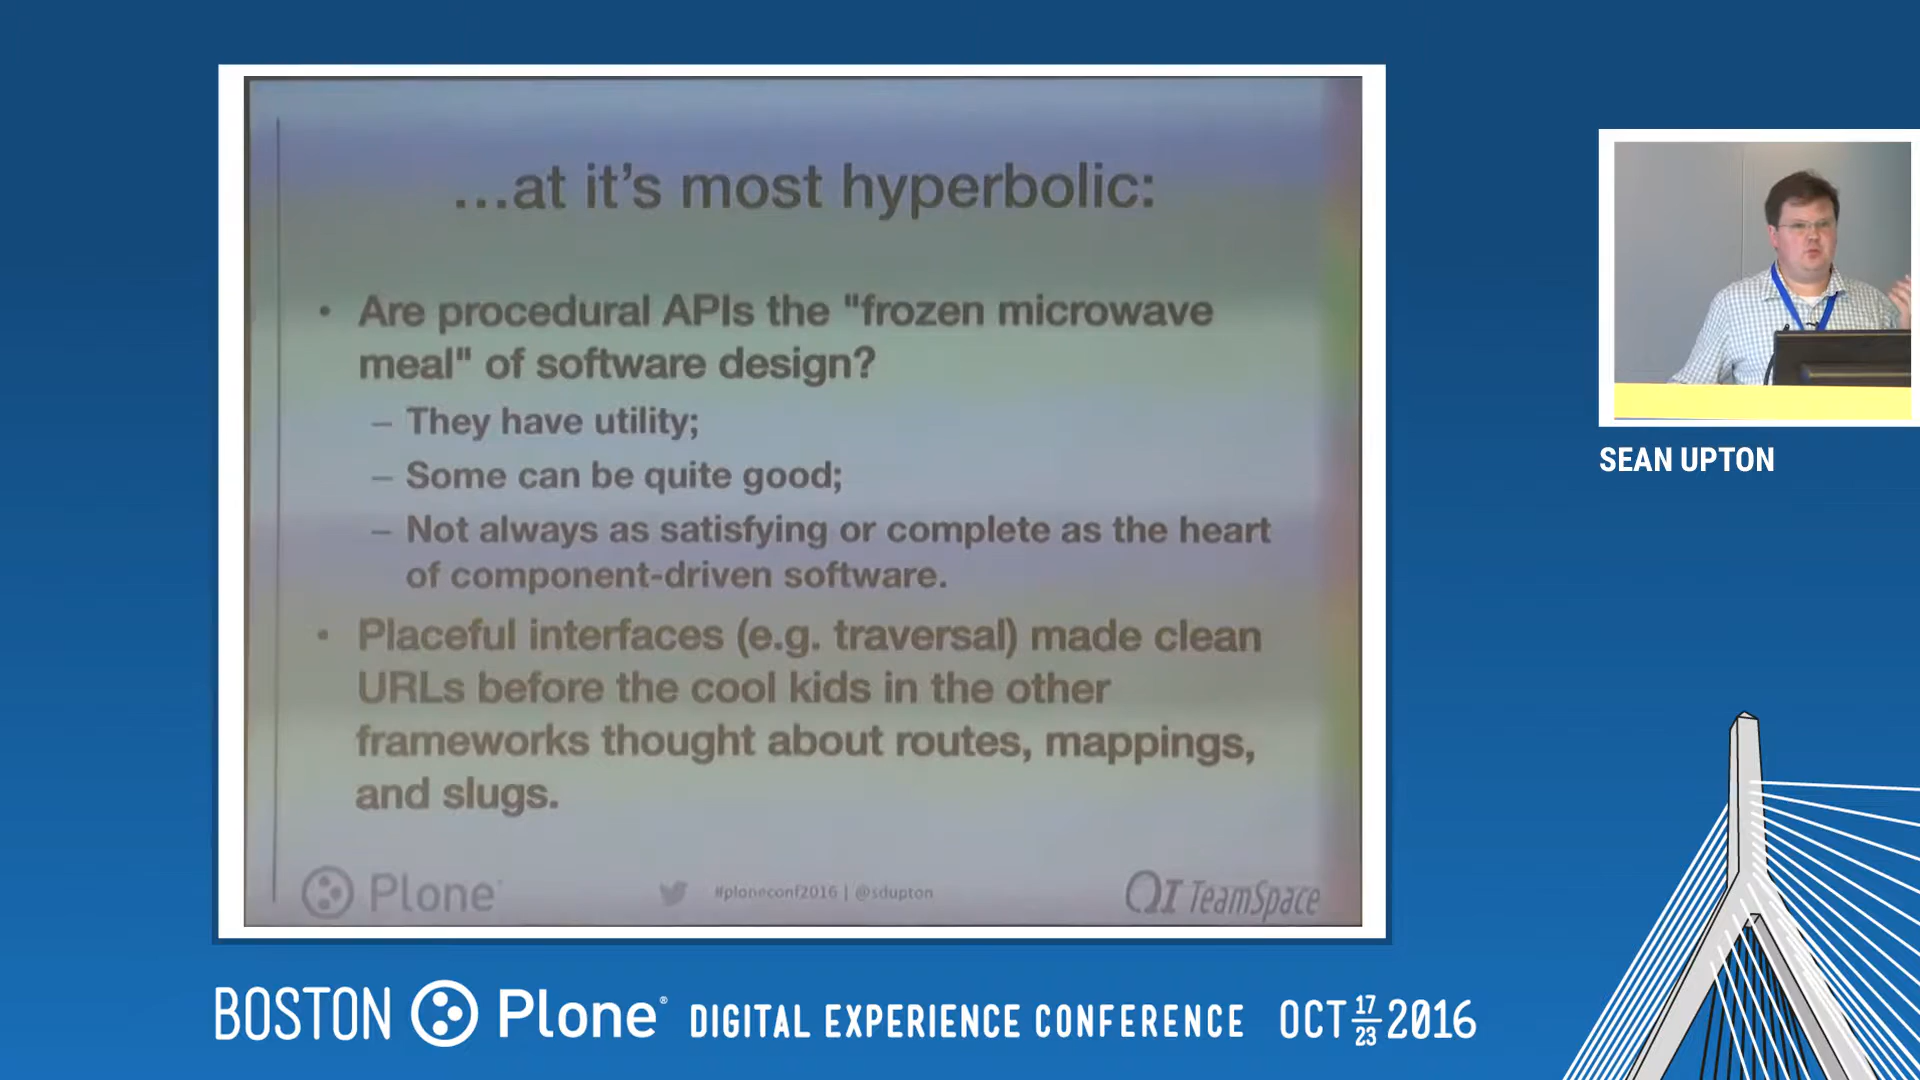 ...at it's most hyperbolic:
• Are procedural APIs the "frozen microwave
meal" of software design?
– They have utility;
– Some can be quite good;
– Not always as satisfying or complete as the heart
of component-driven software.
• Placeful interfaces (e.g. traversal) made clean
URLs before the cool kids in the other
frameworks thought about routes, mappings,
and slugs.
Plone
#ploneconf2016 | @sdupton
QI TeamSpace
SEAN UPTON
BOSTON Plone® DIGITAL EXPERIENCE CONFERENCE OCT 17 23 2016